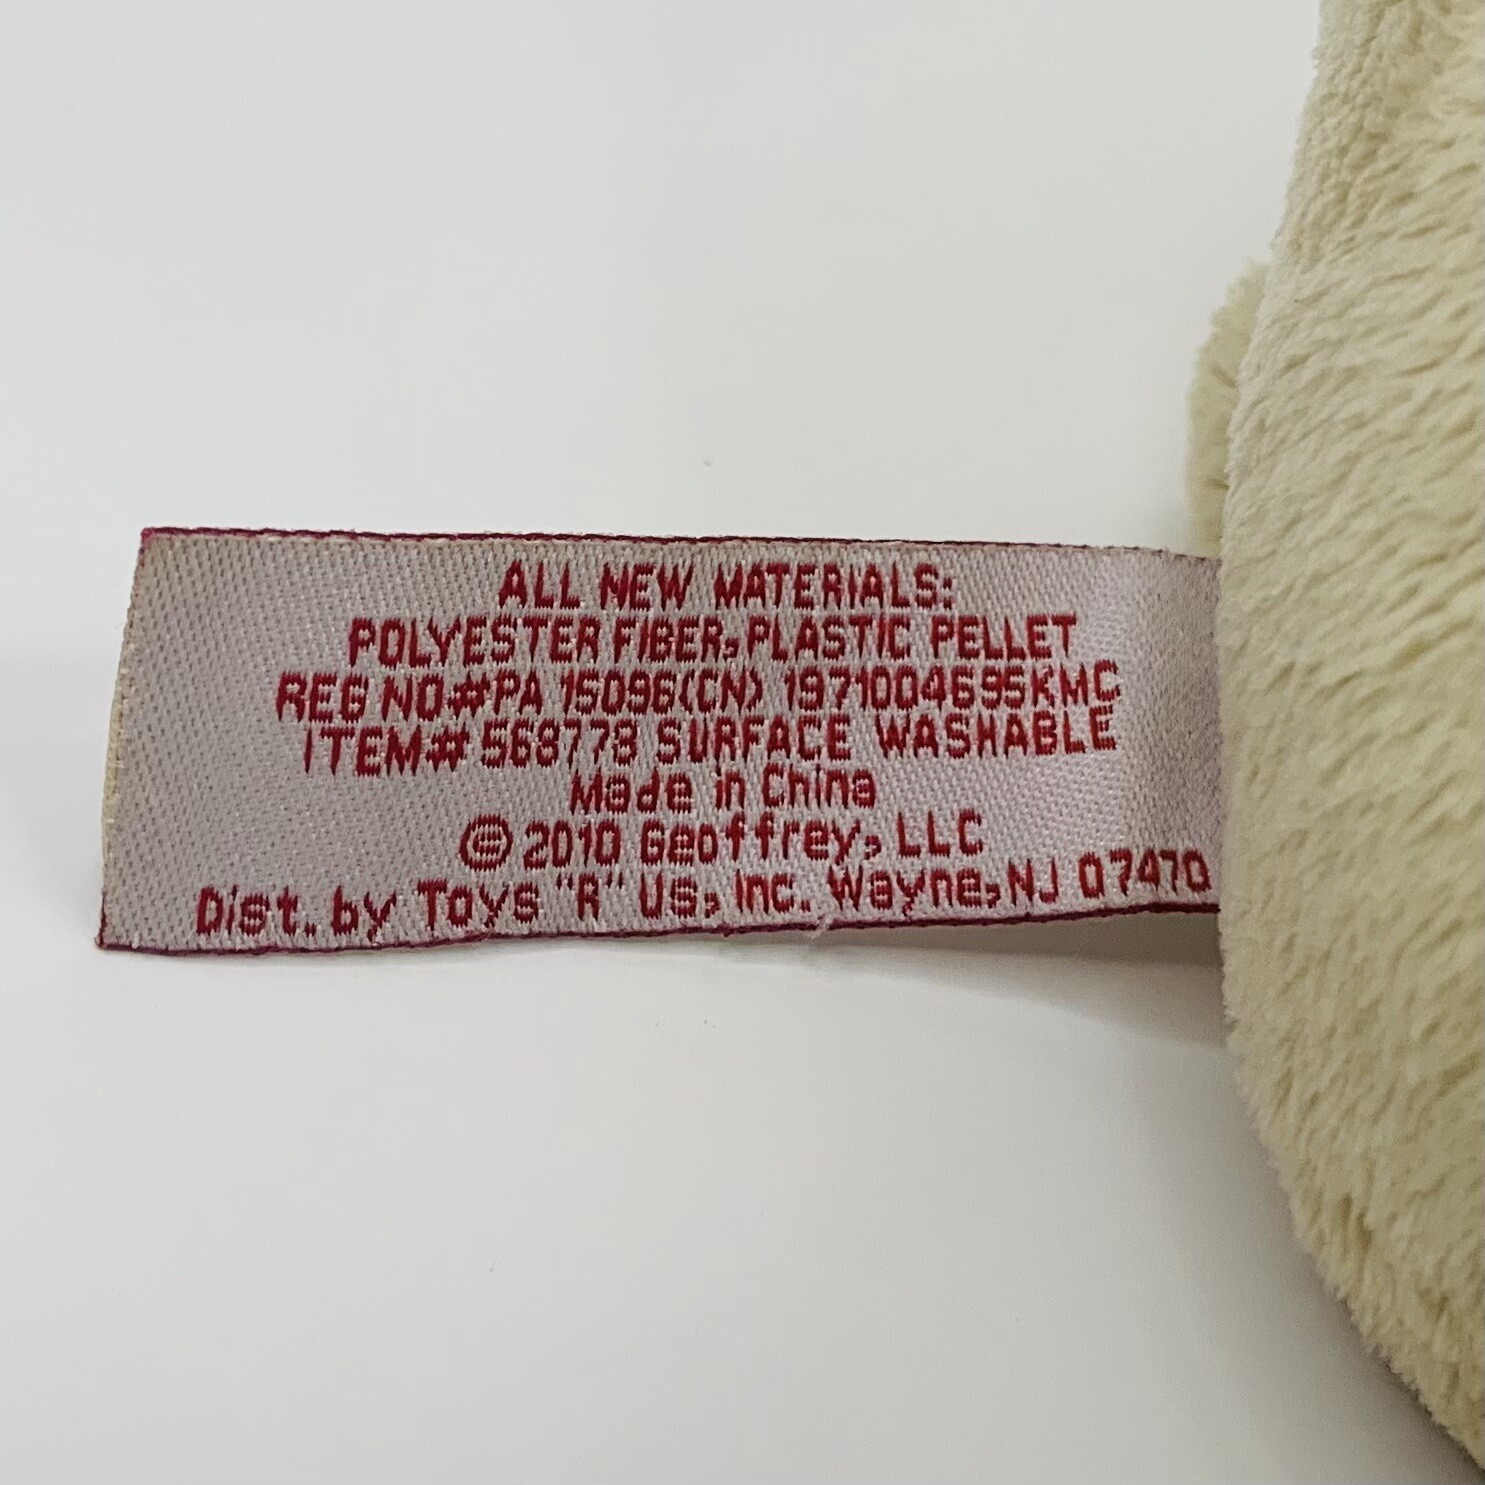 ALL NEW MATERIALS:
POLYESTER FIBER, PLASTIC PELLET
REG NO#PA 15096(CN) 1971004695KMC
ITEM# 568778 SURFACE WASHABLE
Made in China
© 2010 Geoffrey, LLC
Dist. by Toys "R" Us, Inc. Wayne, NJ 07470